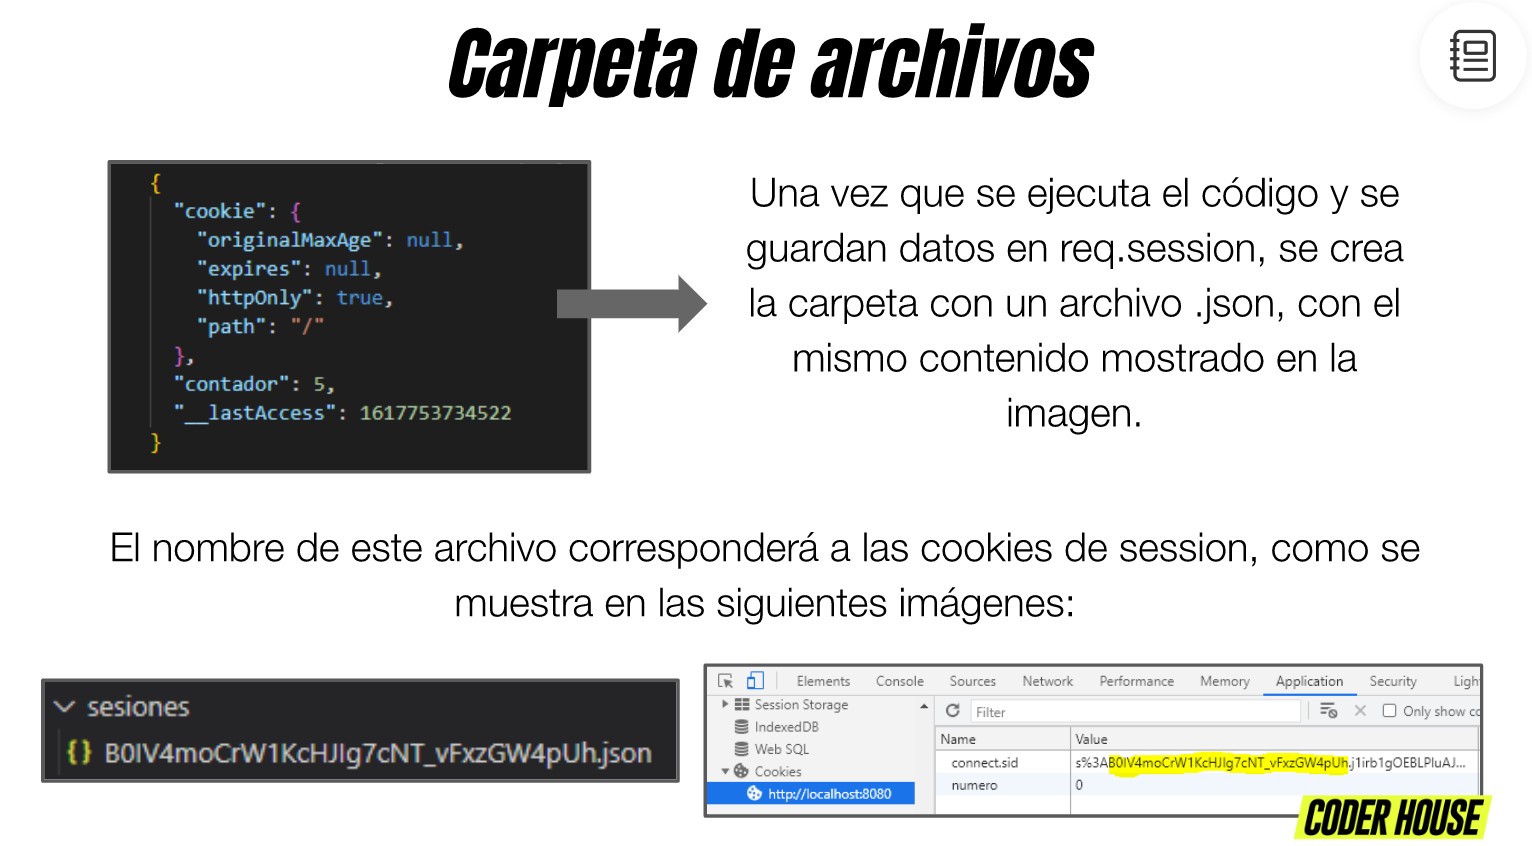 Carpeta de archivos
{
"cookie": {
"originalMaxAge": null,
"expires": null,
"httpOnly": true,
"path": "/"
},
"contador": 5,
"__lastAccess": 1617753734522
}
Una vez que se ejecuta el código y se
guardan datos en req.session, se crea
la carpeta con un archivo .json, con el
mismo contenido mostrado en la
imagen.
El nombre de este archivo corresponderá a las cookies de session, como se
muestra en las siguientes imágenes:
sesiones
{} B0IV4moCrW1KcHJIg7cNT_vFxzGW4pUh.json
Elements Console Sources Network Performance Memory Application Security Ligh
Session Storage
IndexedDB
Web SQL
Cookies
http://localhost:8080
Filter
Only show co
Name Value
connect.sid s%3AB0IV4moCrW1KcHJIg7cNT_vFxzGW4pUh.j1irb1gOEBLPIuAJ...
numero 0
CODER HOUSE